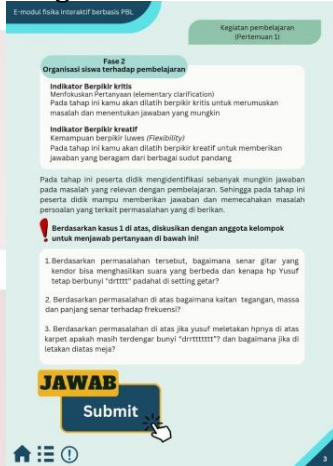 E-modul fisika interaktif berbasis PBL
Kegiatan pembelajaran
(Pertemuan 1)
Fase 2
Organisasi siswa terhadap pembelajaran
Indikator Berpikir kritis
Menfokuskan Pertanyaan (elementary clarification)
Pada tahap ini kamu akan dilatih berpikir kritis untuk merumuskan
masalah dan menentukan jawaban yang mungkin
Indikator Berpikir kreatif
Kemampuan berpikir luwes (Flexibility)
Pada tahap ini kamu akan dilatih berpikir kreatif untuk memberikan
jawaban yang beragam dari berbagai sudut pandang
Pada tahap ini peserta didik mengidentifikasi sebanyak mungkin jawaban
pada masalah yang relevan dengan pembelajaran. Sehingga pada tahap ini
peserta didik mampu memberikan jawaban dan memecahakan masalah
persoalan yang terkait permasalahan yang di berikan.
Berdasarkan kasus 1 di atas, diskusikan dengan anggota kelompok
untuk menjawab pertanyaan di bawah ini!
1. Berdasarkan permasalahan tersebut, bagaimana senar gitar yang
kendor bisa menghasilkan suara yang berbeda dan kenapa hp Yusuf
tetap berbunyi "drtttt" padahal di setting getar?
2. Berdasarkan permasalahan di atas bagaimana kaitan tegangan, massa
dan panjang senar terhadap frekuensi?
3. Berdasarkan permasalahan di atas jika yusuf meletakan hpnya di atas
karpet apakah masih terdengar bunyi "drrttttttt"? dan bagaimana jika di
letakan diatas meja?
JAWAB
Submit
3